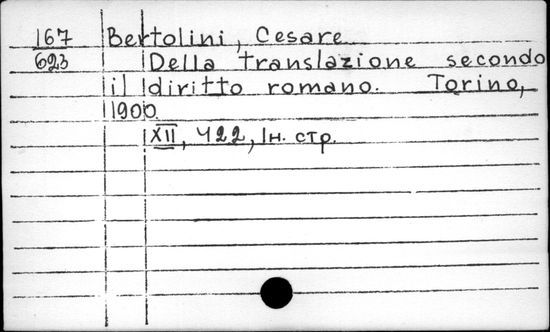 167 Bertolini, Cesare
623 Della translazione secondo
il diritto romano. Torino,
1900.
XII, 422, 1н. стр.